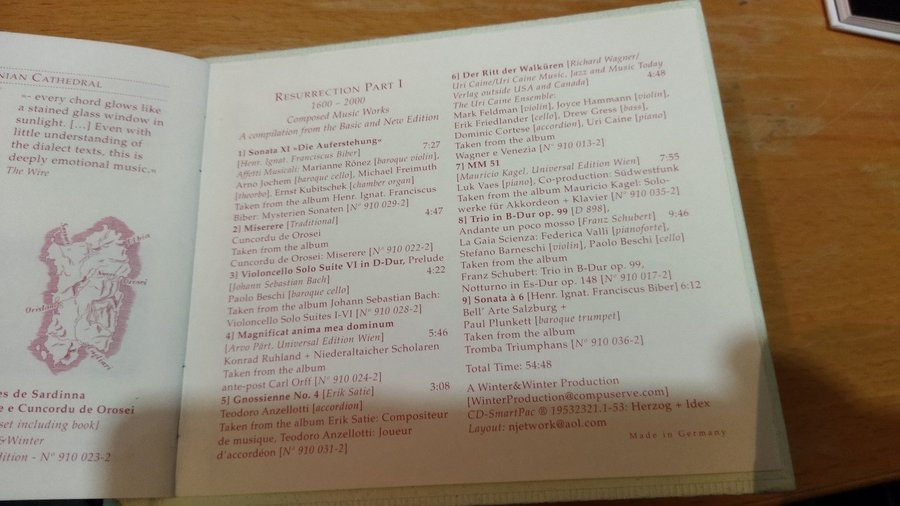 NIAN CATHEDRAL
»– every chord glows like
a stained glass window in
sunlight. [...] Even with
little understanding of
the dialect texts, this is
deeply emotional music.«
The Wire
Olbia
Nuoro
Orosei
Cagliari
es de Sardinna
e e Cuncordu de Orosei
set including book]
&Winter
dition - Nº 910 023-2
RESURRECTION PART I
1600 – 2000
Composed Music Works
A compilation from the Basic and New Edition
1] Sonata XI »Die Auferstehung« 7:27
[Henr. Ignat. Franciscus Biber]
Affetti Musicali: Marianne Rônez [baroque violin],
Arno Jochem [baroque cello], Michael Freimuth
[theorbo], Ernst Kubitschek [chamber organ]
Taken from the album Henr. Ignat. Franciscus
Biber: Mysterien Sonaten [Nº 910 029-2]
2] Miserere [Traditional] 4:47
Cuncordu de Orosei
Taken from the album
Cuncordu de Orosei: Miserere [Nº 910 022-2]
3] Violoncello Solo Suite VI in D-Dur, Prelude
[Johann Sebastian Bach] 4:22
Paolo Beschi [baroque cello]
Taken from the album Johann Sebastian Bach:
Violoncello Solo Suites I-VI [Nº 910 028-2]
4] Magnificat anima mea dominum
[Arvo Pärt, Universal Edition Wien] 5:46
Konrad Ruhland + Niederaltaicher Scholaren
Taken from the album
ante-post Carl Orff [Nº 910 024-2]
5] Gnossienne No. 4 [Erik Satie] 3:08
Teodoro Anzellotti [accordion]
Taken from the album Erik Satie: Compositeur
de musique, Teodoro Anzellotti: Joueur
d'accordéon [Nº 910 031-2]
6] Der Ritt der Walküren [Richard Wagner/
Uri Caine/Uri Caine Music, Jazz and Music Today
Verlag outside USA and Canada] 4:48
The Uri Caine Ensemble:
Mark Feldman [violin], Joyce Hammann [violin],
Erik Friedlander [cello], Drew Gress [bass],
Dominic Cortese [accordion], Uri Caine [piano]
Taken from the album
Wagner e Venezia [Nº 910 013-2]
7] MM 51 7:55
[Mauricio Kagel, Universal Edition Wien]
Luk Vaes [piano], Co-production: Südwestfunk
Taken from the album Mauricio Kagel: Solo-
werke für Akkordeon + Klavier [Nº 910 035-2]
8] Trio in B-Dur op. 99 [D 898],
Andante un poco mosso [Franz Schubert] 9:46
La Gaia Scienza: Federica Valli [pianoforte],
Stefano Barneschi [violin], Paolo Beschi [cello]
Taken from the album
Franz Schubert: Trio in B-Dur op. 99,
Notturno in Es-Dur op. 148 [Nº 910 017-2]
9] Sonata à 6 [Henr. Ignat. Franciscus Biber] 6:12
Bell' Arte Salzburg +
Paul Plunkett [baroque trumpet]
Taken from the album
Tromba Triumphans [Nº 910 036-2]
Total Time: 54:48
A Winter&Winter Production
[WinterProduction@compuserve.com]
CD-SmartPac ® 19532321.1-53: Herzog + Idex
Layout: njetwork@aol.com
Made in Germany